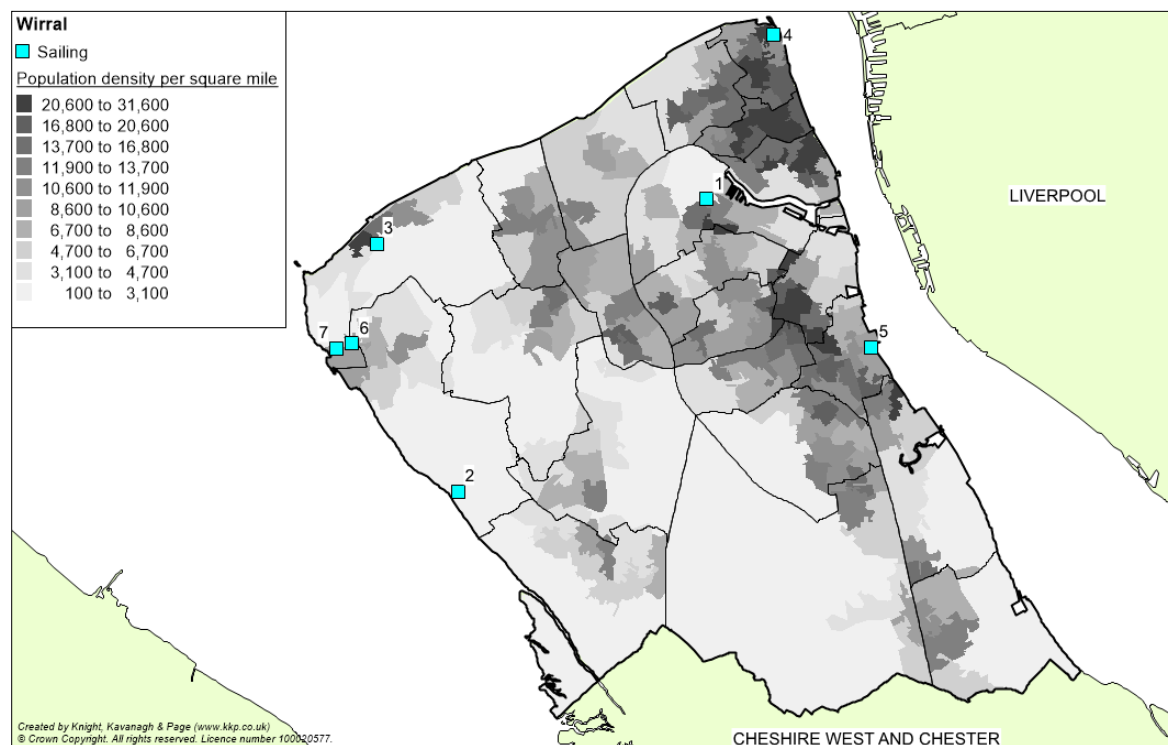 Wirral
Sailing
Population density per square mile
20,600 to 31,600
16,800 to 20,600
13,700 to 16,800
11,900 to 13,700
10,600 to 11,900
8,600 to 10,600
6,700 to 8,600
4,700 to 6,700
3,100 to 4,700
100 to 3,100
4
1
LIVERPOOL
3
7
6
5
2
Created by Knight, Kavanagh & Page (www.kkp.co.uk)
© Crown Copyright. All rights reserved. Licence number 100020577.
CHESHIRE WEST AND CHESTER